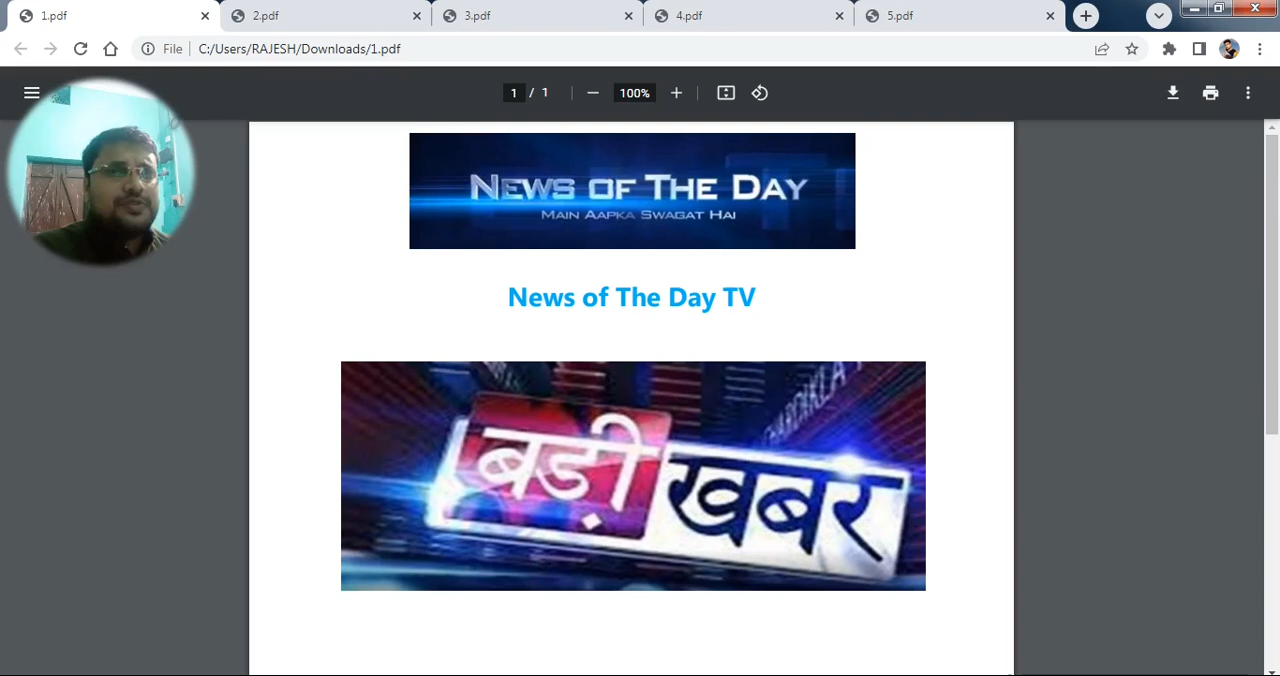 1.pdf
2.pdf
3.pdf
4.pdf
5.pdf
File
C:/Users/RAJESH/Downloads/1.pdf
1 / 1
100%
News of The Day
Main Aapka Swagat Hai
News of The Day TV
CHARDIKLA
बड़ी खबर